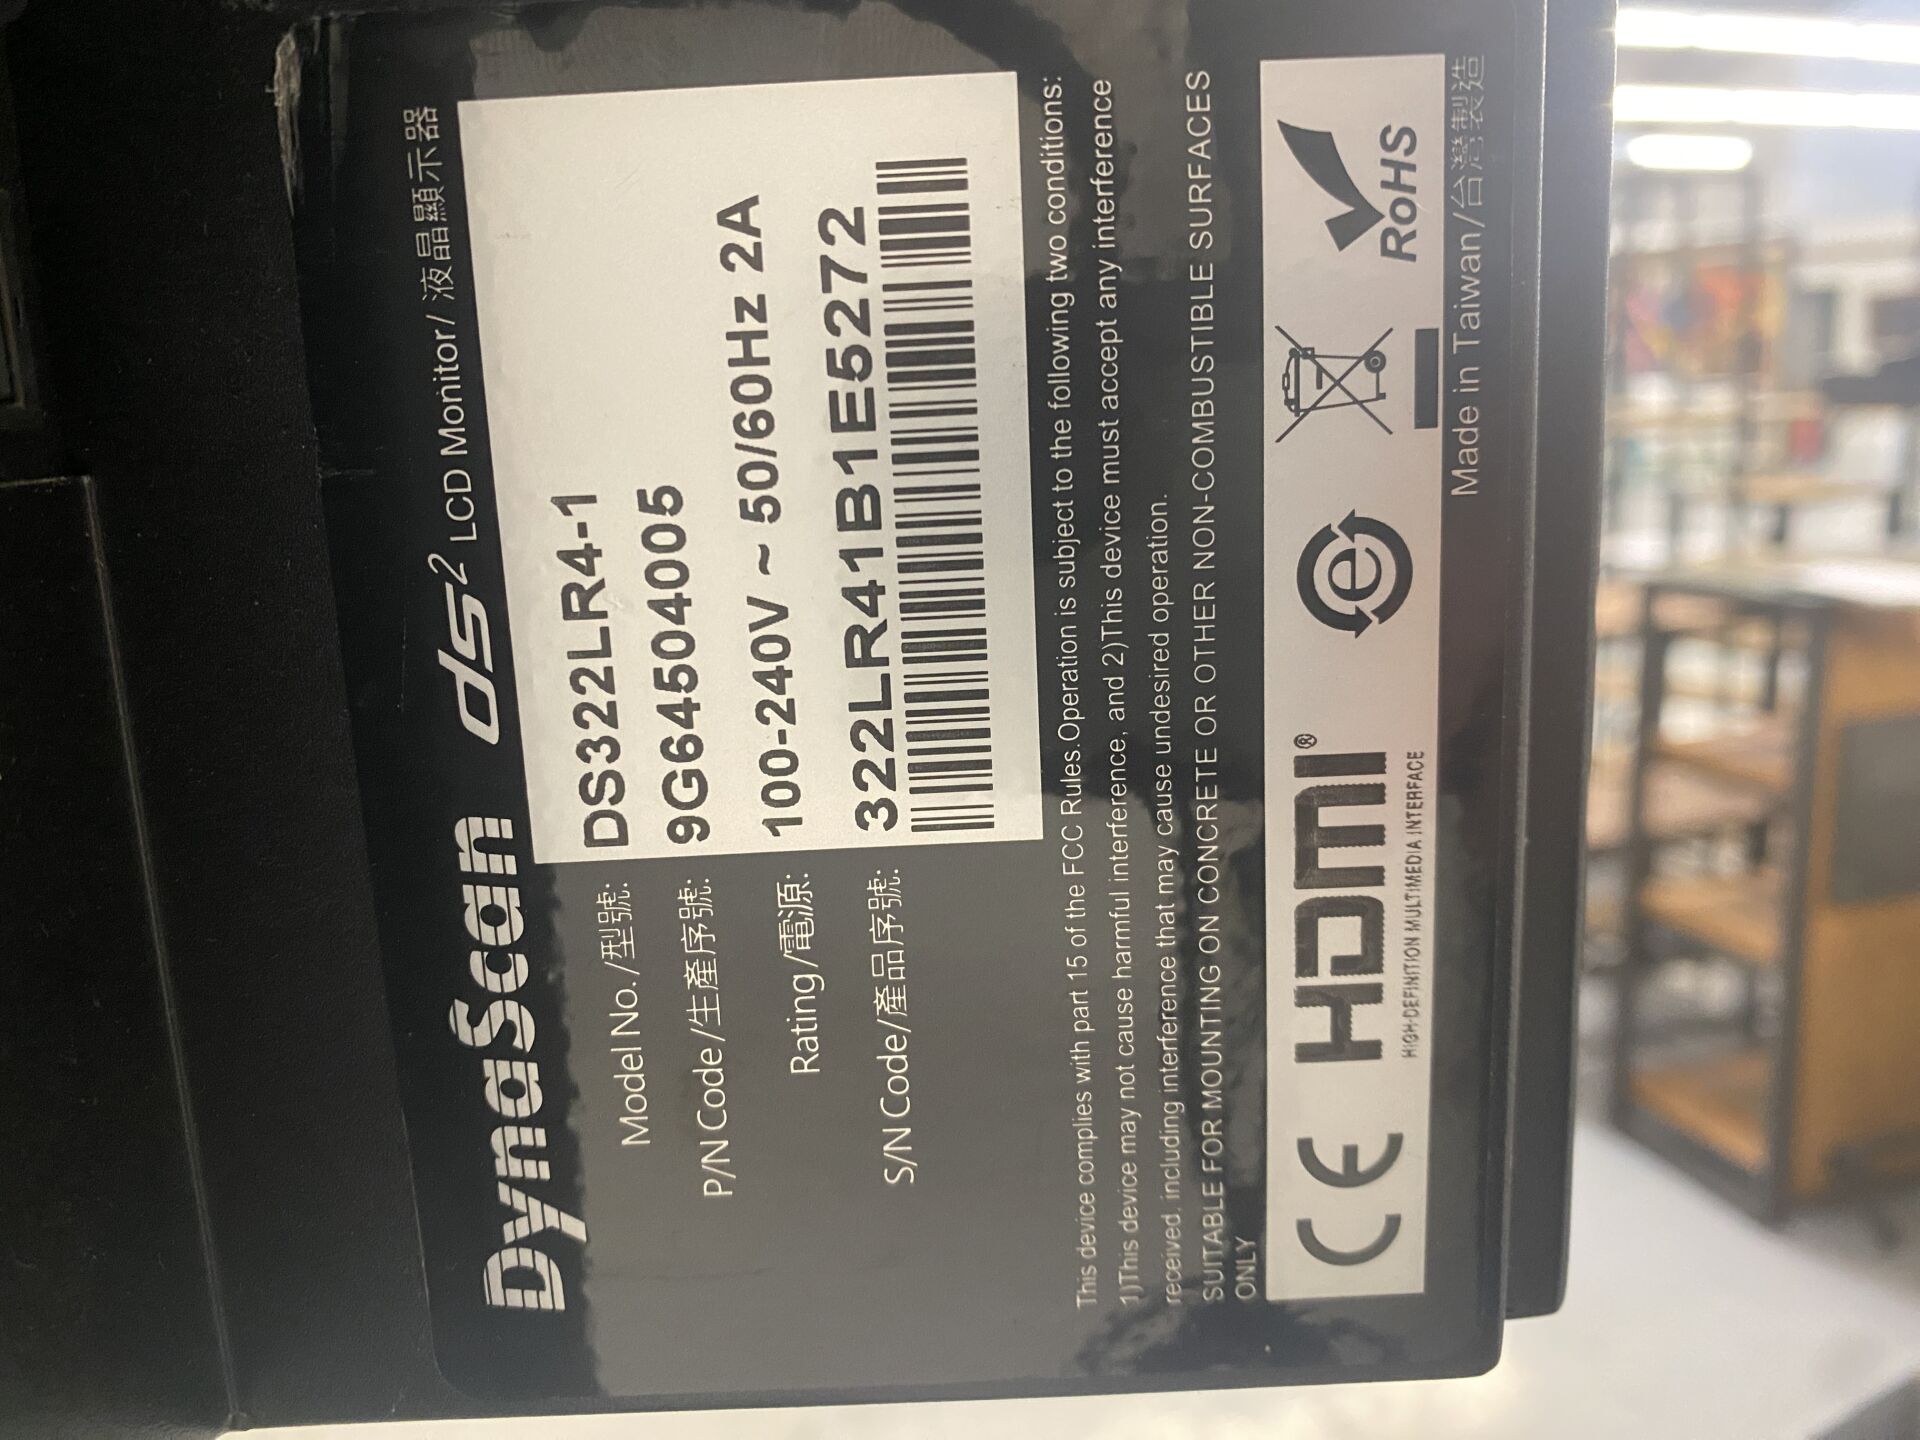 DynaScan ds² LCD Monitor/液晶顯示器
Model No./型號: DS322LR4-1
P/N Code/生產序號: 9G64504005
Rating/電源: 100-240V ~ 50/60Hz 2A
S/N Code/產品序號: 322LR41B1E5272
This device complies with part 15 of the FCC Rules.Operation is subject to the following two conditions:
1)This device may not cause harmful interference, and 2)This device must accept any interference
received, including interference that may cause undesired operation.
SUITABLE FOR MOUNTING ON CONCRETE OR OTHER NON-COMBUSTIBLE SURFACES
ONLY
CE HDMI® e RoHS
HIGH-DEFINITION MULTIMEDIA INTERFACE
Made in Taiwan/台灣製造